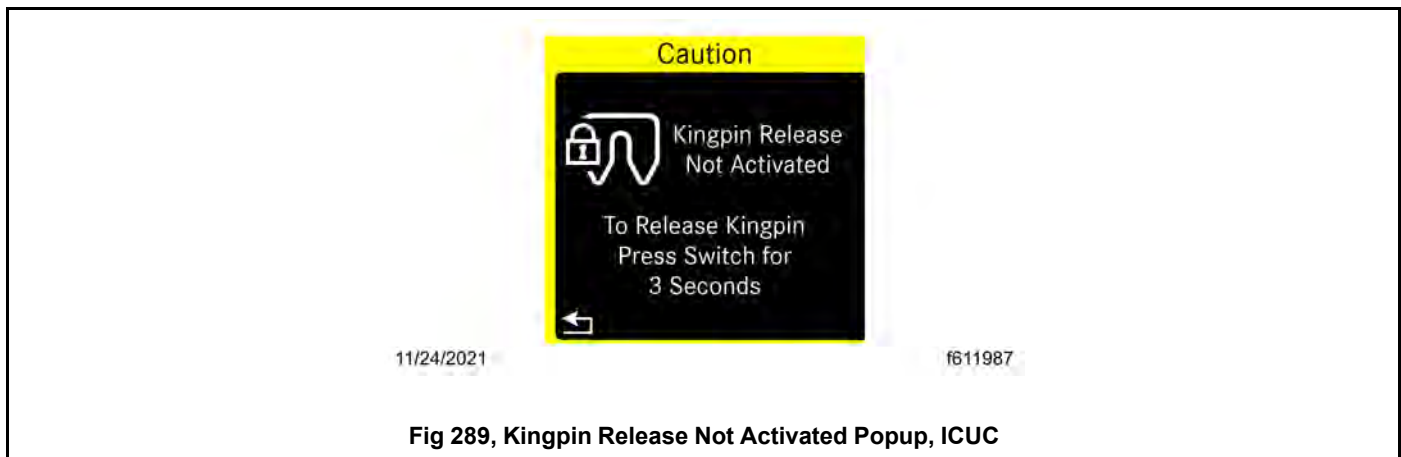 Caution
Kingpin Release
Not Activated
To Release Kingpin
Press Switch for
3 Seconds
11/24/2021
f611987
Fig 289, Kingpin Release Not Activated Popup, ICUC